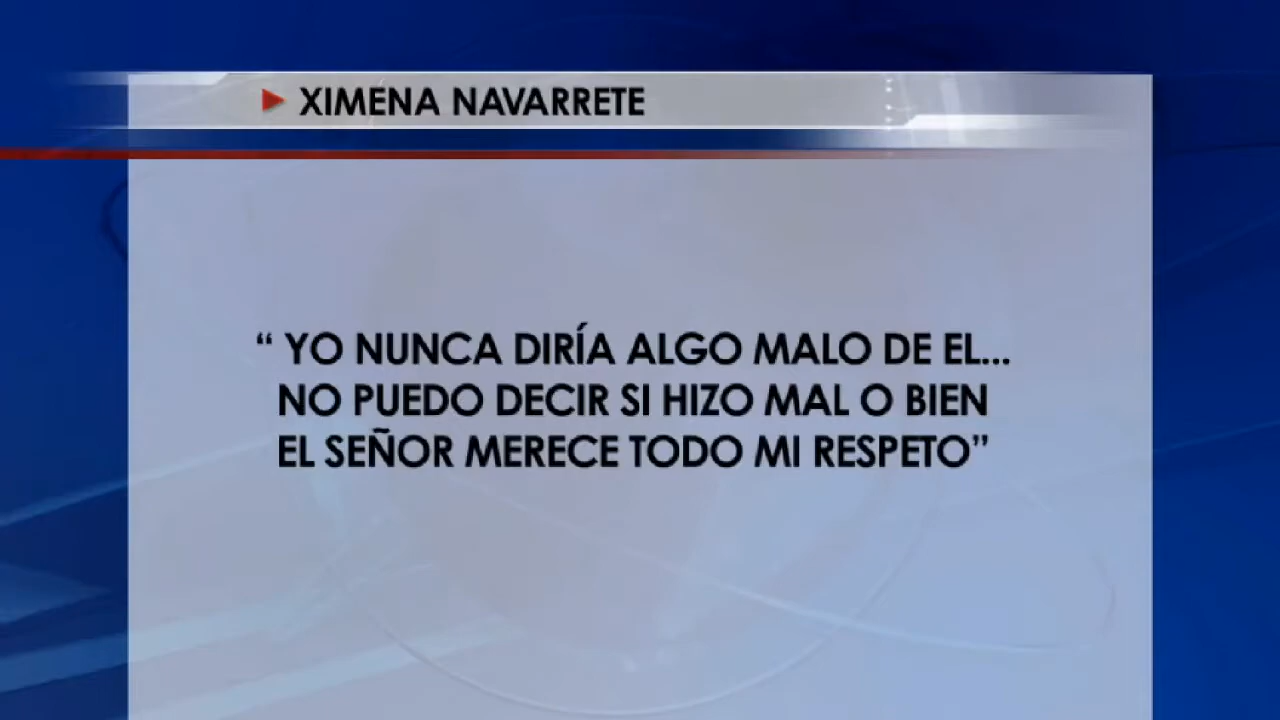 XIMENA NAVARRETE
“ YO NUNCA DIRÍA ALGO MALO DE EL...
NO PUEDO DECIR SI HIZO MAL O BIEN
EL SEÑOR MERECE TODO MI RESPETO”